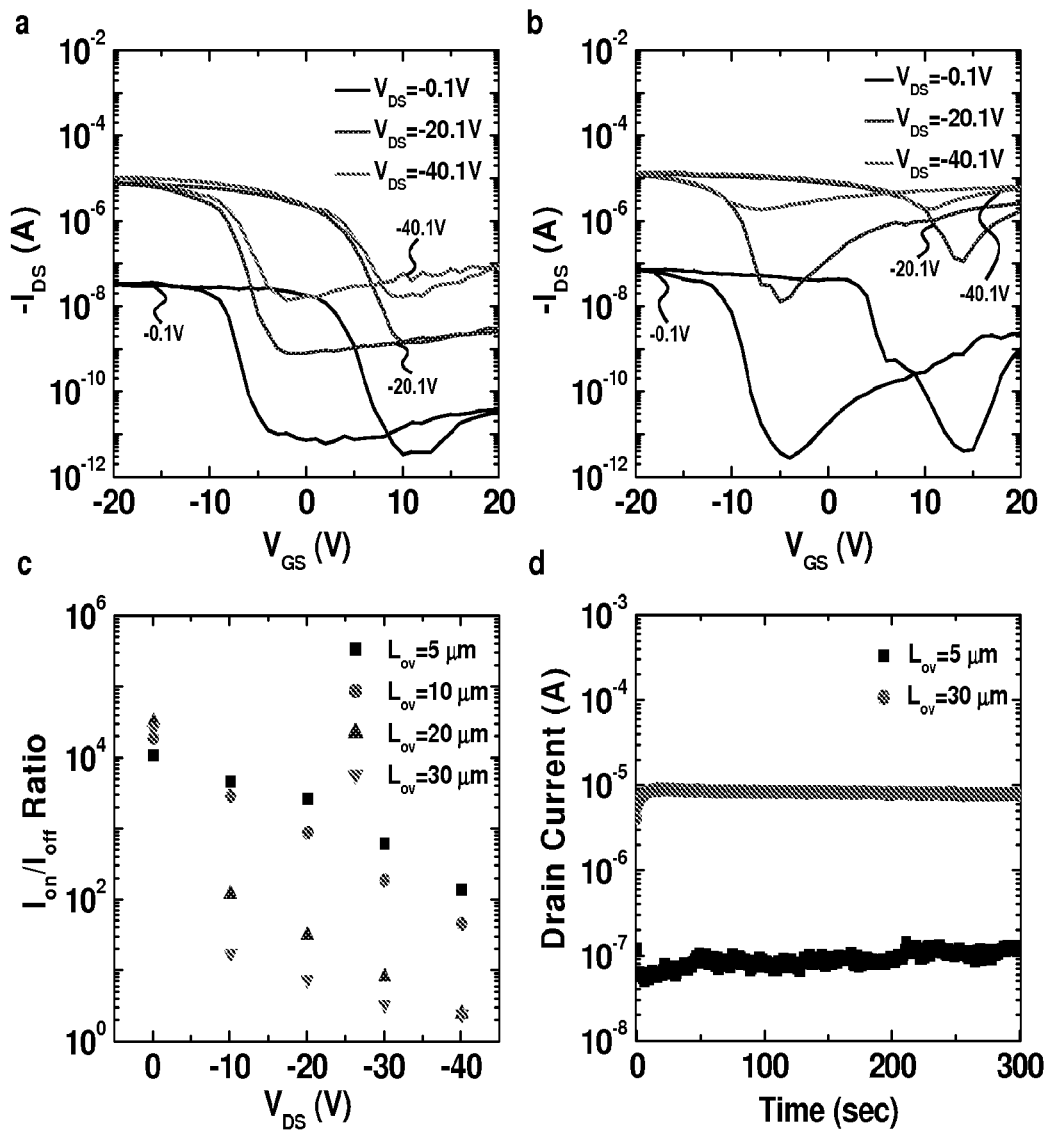 a
10^-2
10^-4
10^-6
10^-8
10^-10
10^-12
-I_DS (A)
V_DS=-0.1V
V_DS=-20.1V
V_DS=-40.1V
-40.1V
-0.1V
-20.1V
-20 -10 0 10 20
V_GS (V)
b
10^-2
10^-4
10^-6
10^-8
10^-10
10^-12
-I_DS (A)
V_DS=-0.1V
V_DS=-20.1V
V_DS=-40.1V
-20.1V
-40.1V
-0.1V
-20 -10 0 10 20
V_GS (V)
c
10^6
10^4
10^2
10^0
I_on/I_off Ratio
L_ov=5 μm
L_ov=10 μm
L_ov=20 μm
L_ov=30 μm
0 -10 -20 -30 -40
V_DS (V)
d
10^-3
10^-4
10^-5
10^-6
10^-7
10^-8
Drain Current (A)
L_ov=5 μm
L_ov=30 μm
0 100 200 300
Time (sec)